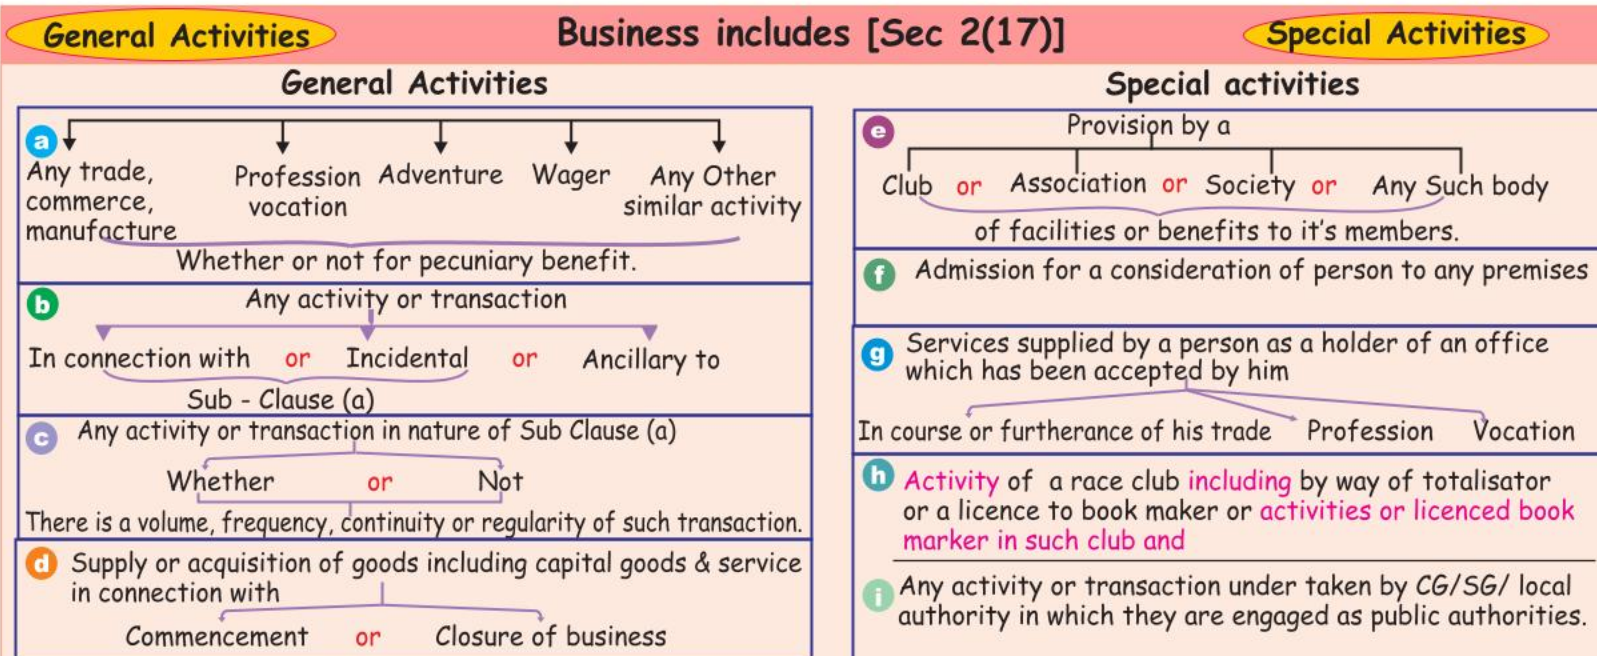 General Activities
Business includes [Sec 2(17)]
Special Activities
General Activities
a
Any trade,
commerce,
manufacture
Profession
vocation
Adventure
Wager
Any Other
similar activity
Whether or not for pecuniary benefit.
b
Any activity or transaction
In connection with or Incidental or Ancillary to
Sub - Clause (a)
c Any activity or transaction in nature of Sub Clause (a)
Whether or Not
There is a volume, frequency, continuity or regularity of such transaction.
d Supply or acquisition of goods including capital goods & service
in connection with
Commencement or Closure of business
Special activities
e Provision by a
Club or Association or Society or Any Such body
of facilities or benefits to it's members.
f Admission for a consideration of person to any premises
g Services supplied by a person as a holder of an office
which has been accepted by him
In course or furtherance of his trade Profession Vocation
h Activity of a race club including by way of totalisator
or a licence to book maker or activities or licenced book
marker in such club and
i Any activity or transaction under taken by CG/SG/ local
authority in which they are engaged as public authorities.